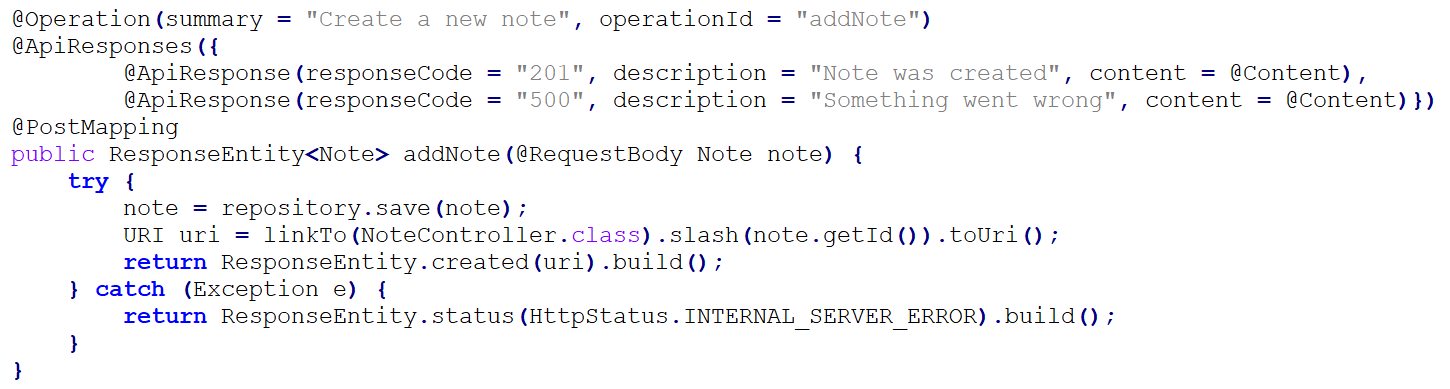 @Operation(summary = "Create a new note", operationId = "addNote")
@ApiResponses({
        @ApiResponse(responseCode = "201", description = "Note was created", content = @Content),
        @ApiResponse(responseCode = "500", description = "Something went wrong", content = @Content)})
@PostMapping
public ResponseEntity<Note> addNote(@RequestBody Note note) {
    try {
        note = repository.save(note);
        URI uri = linkTo(NoteController.class).slash(note.getId()).toUri();
        return ResponseEntity.created(uri).build();
    } catch (Exception e) {
        return ResponseEntity.status(HttpStatus.INTERNAL_SERVER_ERROR).build();
    }
}